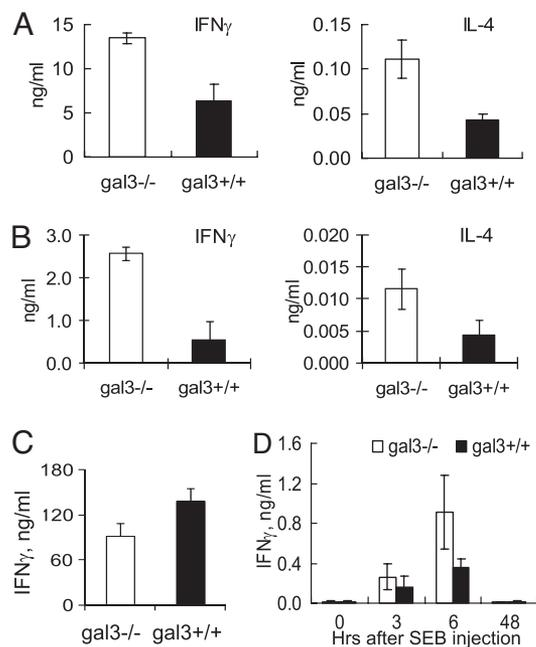 A
IFNγ
IL-4
ng/ml
15
10
5
0
gal3-/-
gal3+/+
ng/ml
0.15
0.10
0.05
0.00
gal3-/-
gal3+/+
B
IFNγ
IL-4
ng/ml
3.0
2.0
1.0
0.0
gal3-/-
gal3+/+
ng/ml
0.020
0.015
0.010
0.005
0.000
gal3-/-
gal3+/+
C
IFNγ, ng/ml
180
120
60
0
gal3-/-
gal3+/+
D
gal3-/-
gal3+/+
IFNγ, ng/ml
1.6
1.2
0.8
0.4
0.0
0 3 6 48
Hrs after SEB injection